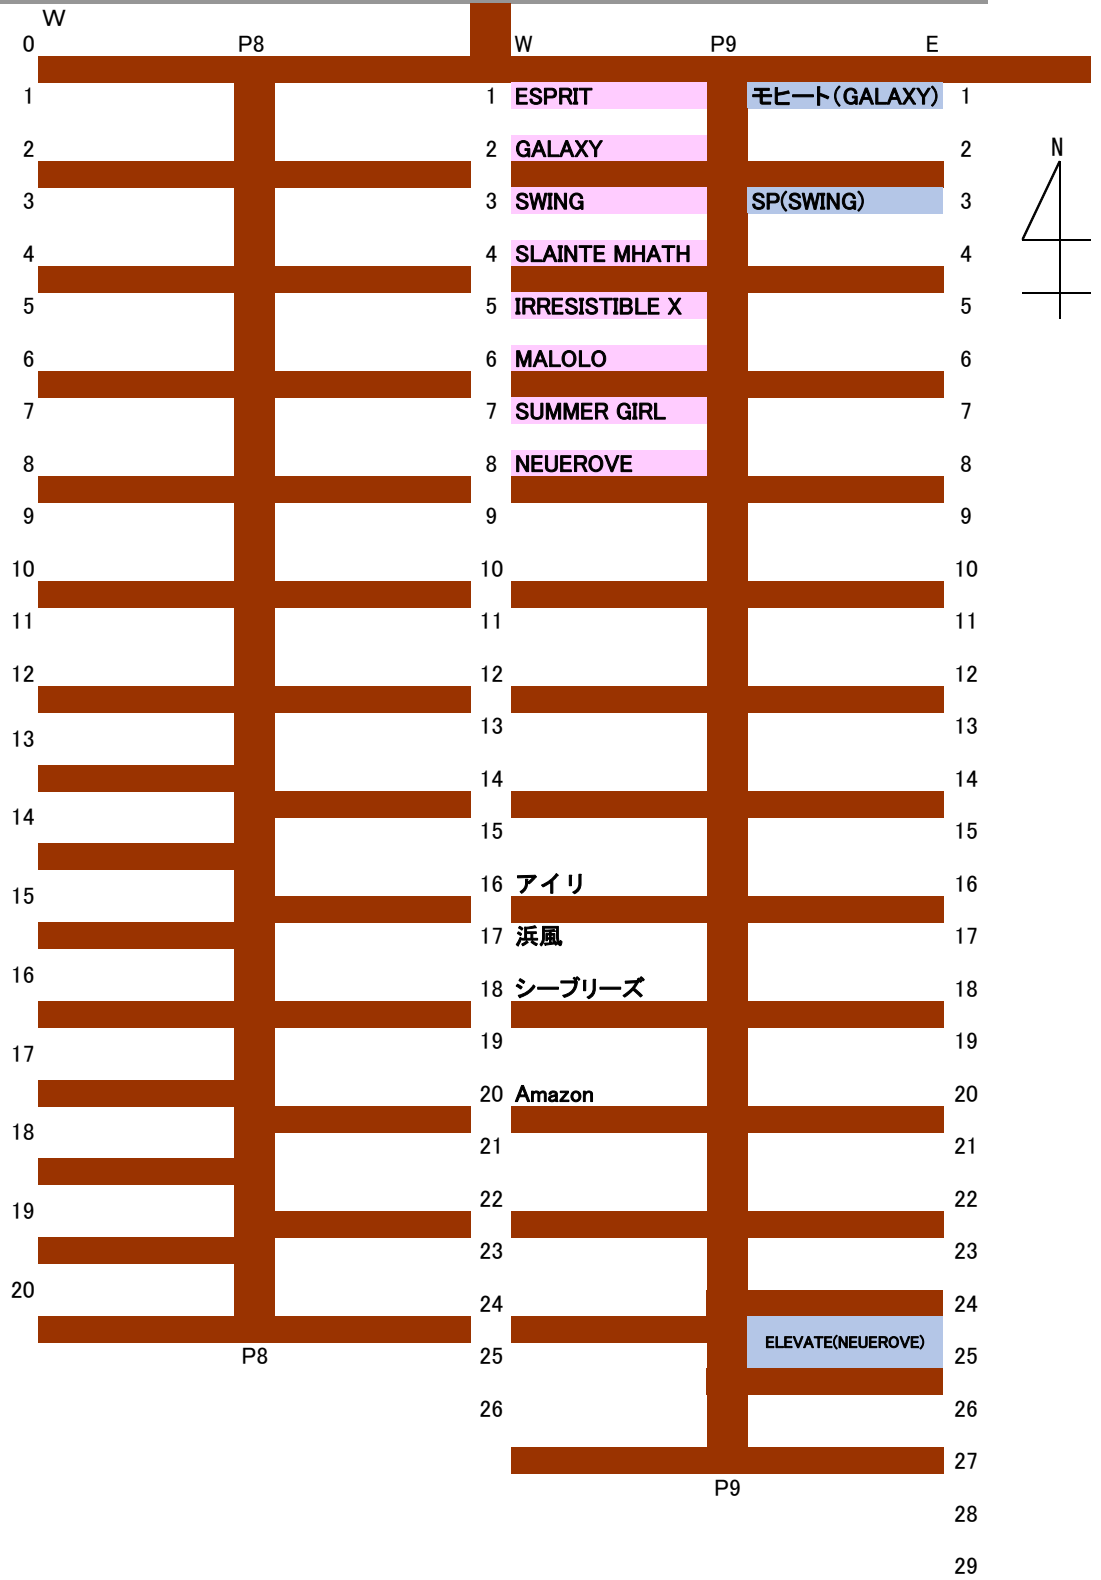 W
0 P8 W P9 E
1 1 ESPRIT モヒート(GALAXY) 1
2 2 GALAXY 2 N
3 3 SWING SP(SWING) 3
4 4 SLAINTE MHATH 4
5 5 IRRESISTIBLE X 5
6 6 MALOLO 6
7 7 SUMMER GIRL 7
8 8 NEUEROVE 8
9 9 9
10 10 10
11 11 11
12 12 12
13 13 13
14 14
14 15 15
15 16 アイリ 16
17 浜風 17
16 18 シーブリーズ 18
17 19 19
20 Amazon 20
18 21 21
19 22 22
23 23
20 24 24
ELEVATE(NEUEROVE)
P8 25 25
26 26
27
P9
28
29